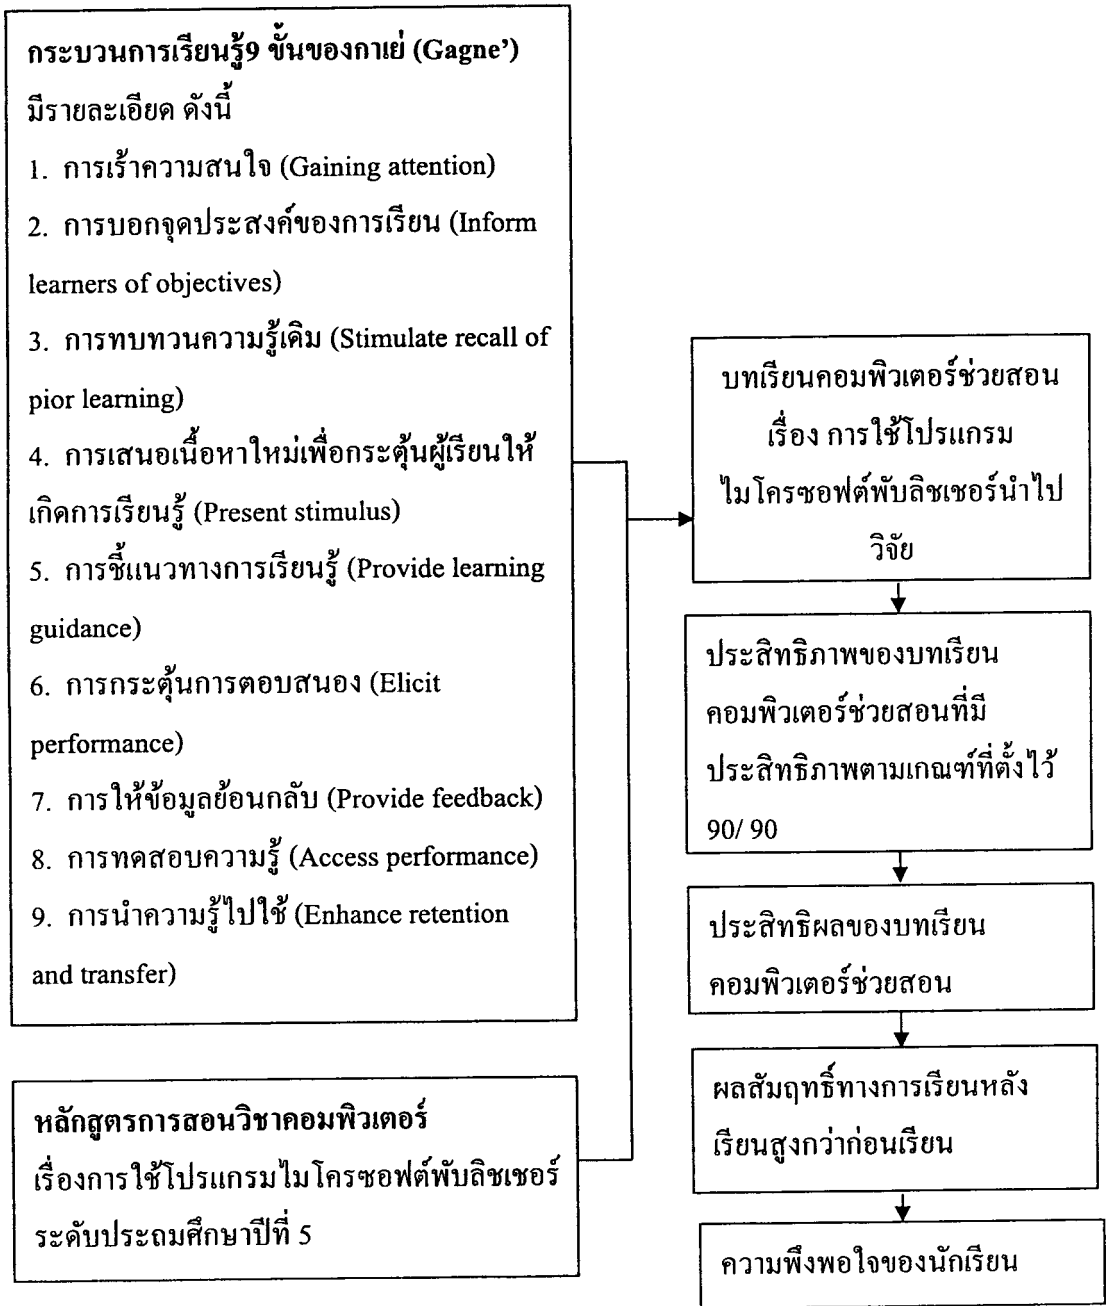 กระบวนการเรียนรู้9 ขั้นของกาเย่ (Gagne’)
มีรายละเอียด ดังนี้
1. การเร้าความสนใจ (Gaining attention)
2. การบอกจุดประสงค์ของการเรียน (Inform
learners of objectives)
3. การทบทวนความรู้เดิม (Stimulate recall of
pior learning)
4. การเสนอเนื้อหาใหม่เพื่อกระตุ้นผู้เรียนให้
เกิดการเรียนรู้ (Present stimulus)
5. การชี้แนวทางการเรียนรู้ (Provide learning
guidance)
6. การกระตุ้นการตอบสนอง (Elicit
performance)
7. การให้ข้อมูลย้อนกลับ (Provide feedback)
8. การทดสอบความรู้ (Access performance)
9. การนำความรู้ไปใช้ (Enhance retention
and transfer)
หลักสูตรการสอนวิชาคอมพิวเตอร์
เรื่องการใช้โปรแกรมไมโครซอฟต์พับลิชเชอร์
ระดับประถมศึกษาปีที่ 5
บทเรียนคอมพิวเตอร์ช่วยสอน
เรื่อง การใช้โปรแกรม
ไมโครซอฟต์พับลิชเชอร์นำไป
วิจัย
ประสิทธิภาพของบทเรียน
คอมพิวเตอร์ช่วยสอนที่มี
ประสิทธิภาพตามเกณฑ์ที่ตั้งไว้
90/ 90
ประสิทธิผลของบทเรียน
คอมพิวเตอร์ช่วยสอน
ผลสัมฤทธิ์ทางการเรียนหลัง
เรียนสูงกว่าก่อนเรียน
ความพึงพอใจของนักเรียน